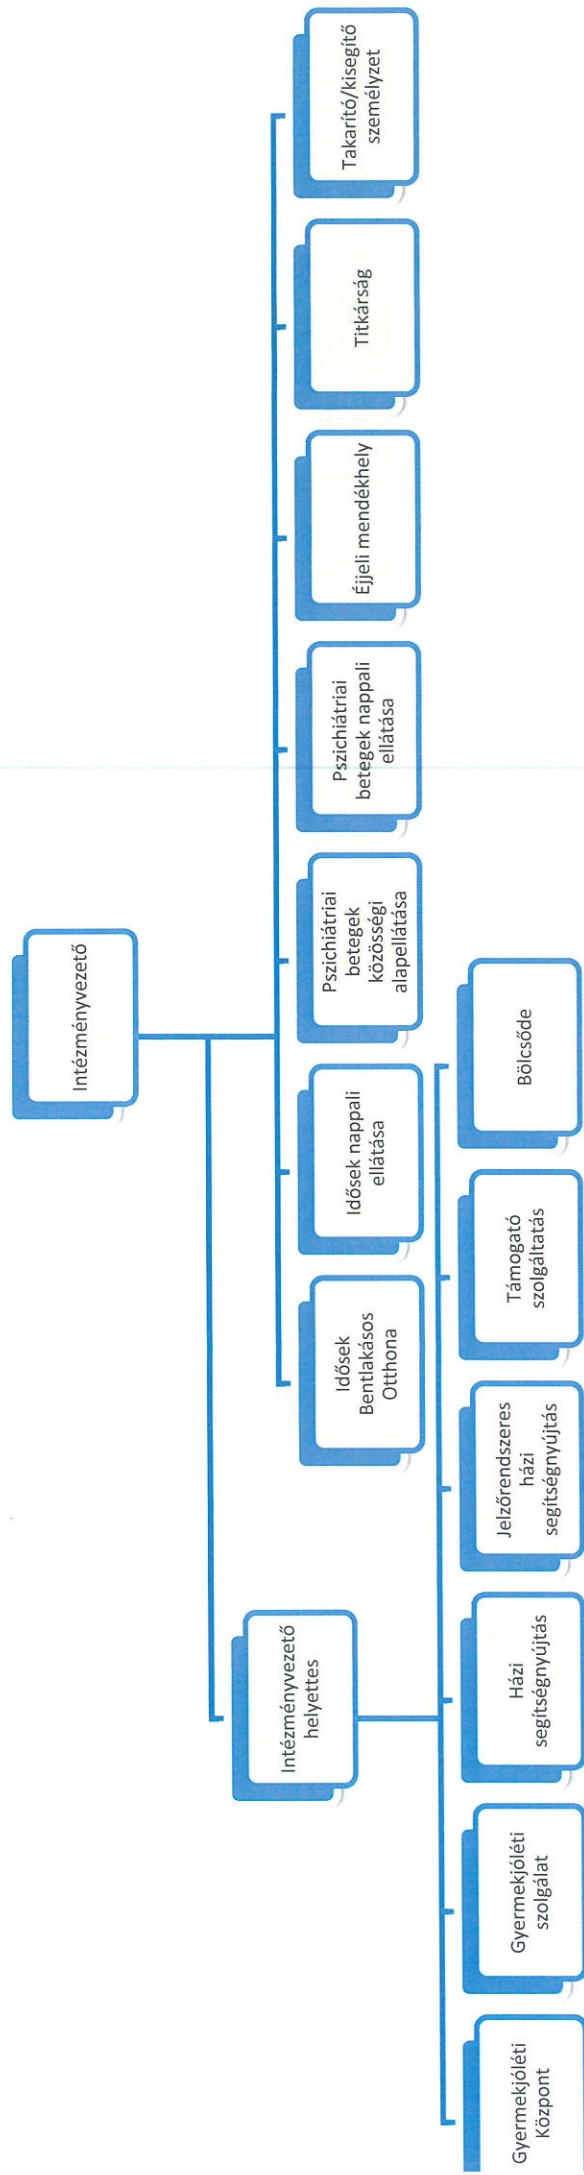 Intézményvezető
Intézményvezető
helyettes
Idősek
Bentlakásos
Otthona
Idősek nappali
ellátása
Pszichiátriai
betegek
közösségi
alapellátása
Pszichiátriai
betegek nappali
ellátása
Éjjeli mendékhely
Titkárság
Takarító/kisegítő
személyzet
Gyermekjóléti
Központ
Gyermekjóléti
szolgálat
Házi
segítségnyújtás
Jelzőrendszeres
házi
segítségnyújtás
Támogató
szolgáltatás
Bölcsőde